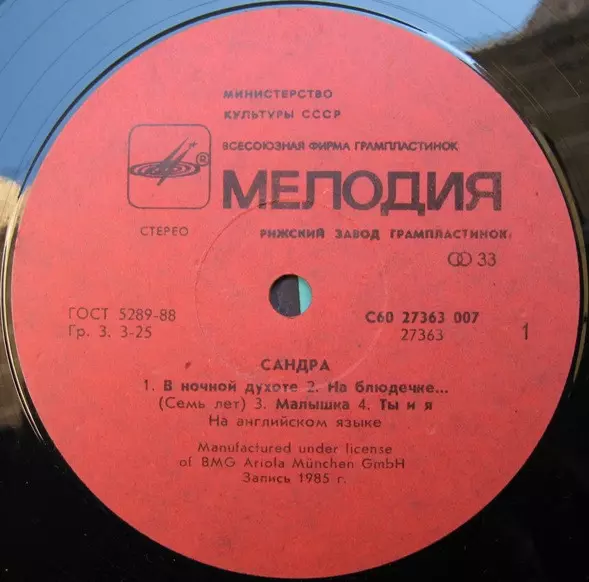 МИНИСТЕРСТВО
КУЛЬТУРЫ СССР
ВСЕСОЮЗНАЯ ФИРМА ГРАМПЛАСТИНОК
®
МЕЛОДИЯ
СТЕРЕО
РИЖСКИЙ ЗАВОД ГРАМПЛАСТИНОК
33
ГОСТ 5289-88
Гр. 3. 3-25
С60 27363 007
27363
1
САНДРА
1. В ночной духоте 2. На блюдечке...
(Семь лет) 3. Малышка 4. Ты и я
На английском языке
Manufactured under license
of BMG Ariola München GmbH
Запись 1985 г.